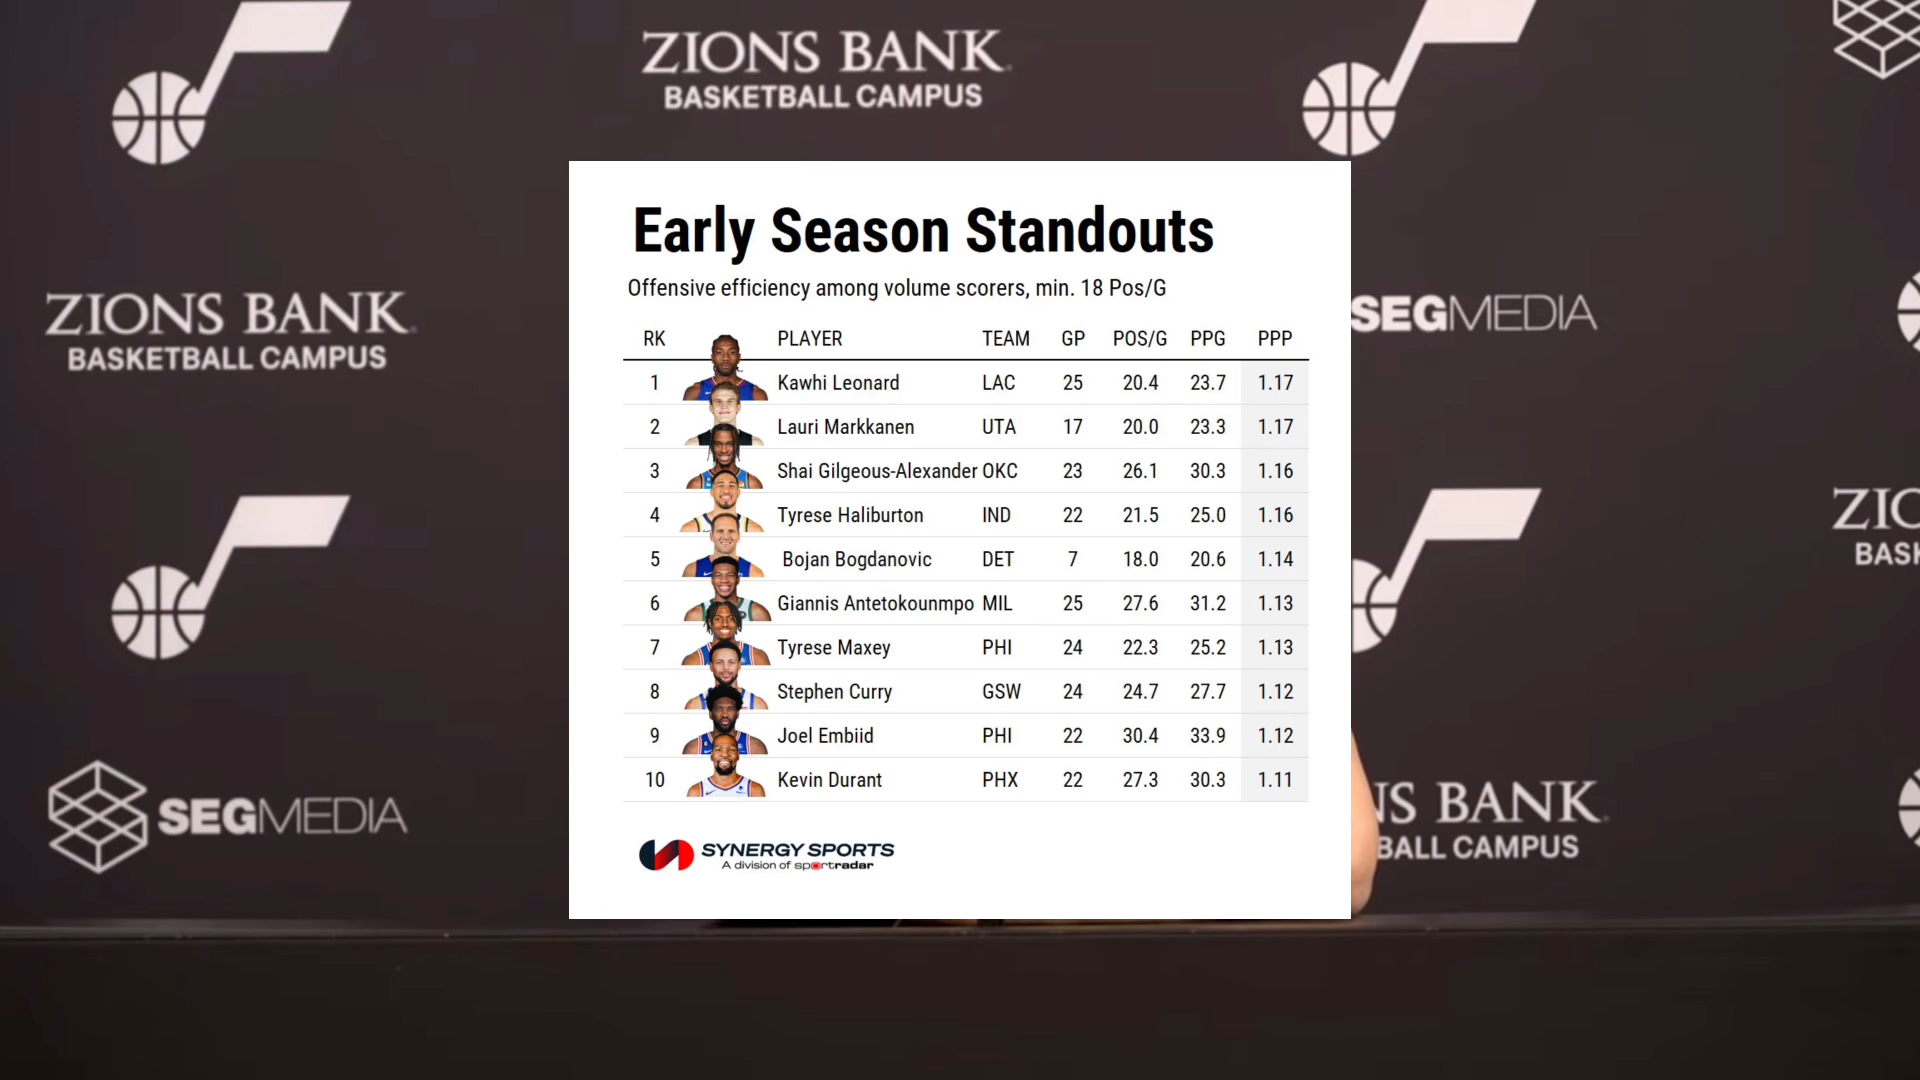 ZIONS BANK
BASKETBALL CAMPUS
ZIONS BANK
BASKETBALL CAMPUS
SEGMEDIA
Early Season Standouts
Offensive efficiency among volume scorers, min. 18 Pos/G
RK PLAYER TEAM GP POS/G PPG PPP
1 Kawhi Leonard LAC 25 20.4 23.7 1.17
2 Lauri Markkanen UTA 17 20.0 23.3 1.17
3 Shai Gilgeous-Alexander OKC 23 26.1 30.3 1.16
4 Tyrese Haliburton IND 22 21.5 25.0 1.16
5 Bojan Bogdanovic DET 7 18.0 20.6 1.14
6 Giannis Antetokounmpo MIL 25 27.6 31.2 1.13
7 Tyrese Maxey PHI 24 22.3 25.2 1.13
8 Stephen Curry GSW 24 24.7 27.7 1.12
9 Joel Embiid PHI 22 30.4 33.9 1.12
10 Kevin Durant PHX 22 27.3 30.3 1.11
SYNERGY SPORTS
A division of sportradar
ZIO
BASK
SEGMEDIA
NS BANK
BALL CAMPUS